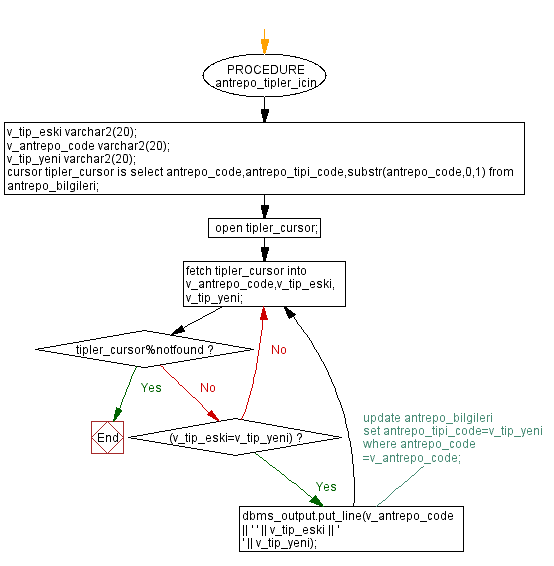 PROCEDURE
antrepo_tipler_icin
v_tip_eski varchar2(20);
v_antrepo_code varchar2(20);
v_tip_yeni varchar2(20);
cursor tipler_cursor is select antrepo_code,antrepo_tipi_code,substr(antrepo_code,0,1) from
antrepo_bilgileri;
open tipler_cursor;
fetch tipler_cursor into
v_antrepo_code,v_tip_eski,
v_tip_yeni;
tipler_cursor%notfound ?
No
Yes
No
End
(v_tip_eski=v_tip_yeni) ?
Yes
update antrepo_bilgileri
set antrepo_tipi_code=v_tip_yeni
where antrepo_code
=v_antrepo_code;
dbms_output.put_line(v_antrepo_code
|| ' ' || v_tip_eski || '
' || v_tip_yeni);